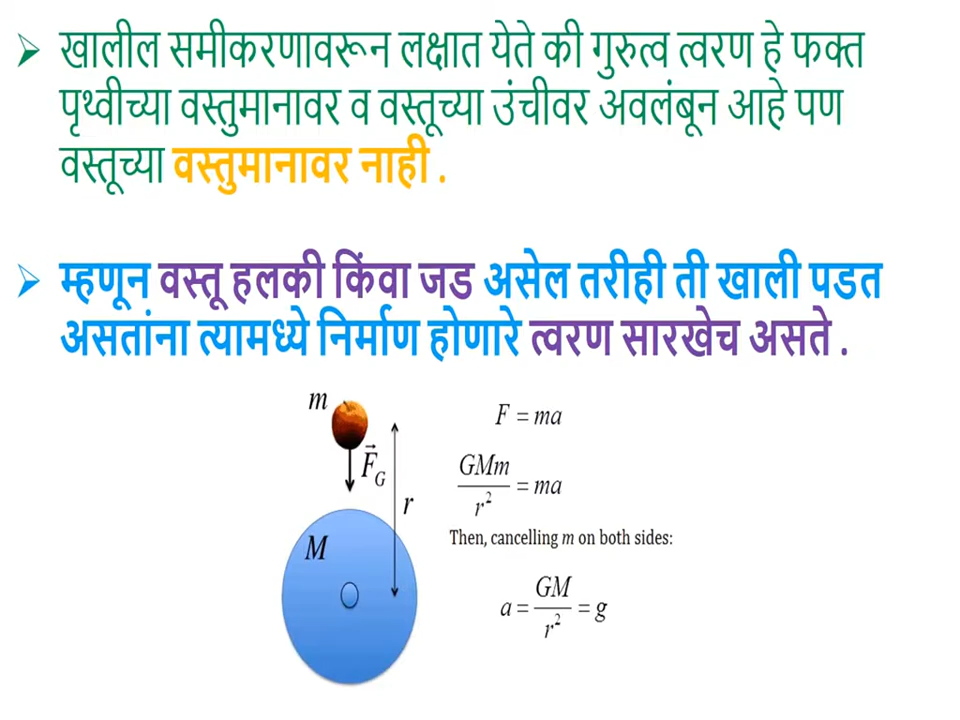 ➢ खालील समीकरणावरून लक्षात येते की गुरुत्व त्वरण हे फक्त
पृथ्वीच्या वस्तुमानावर व वस्तूच्या उंचीवर अवलंबून आहे पण
वस्तूच्या वस्तुमानावर नाही .
➢ म्हणून वस्तू हलकी किंवा जड असेल तरीही ती खाली पडत
असतांना त्यामध्ये निर्माण होणारे त्वरण सारखेच असते .
m
F⃗_G
r
M
F = ma
GMm/r² = ma
Then, cancelling m on both sides:
a = GM/r² = g